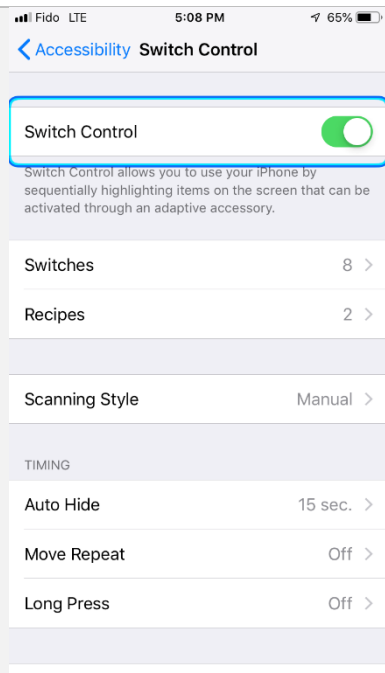 Fido LTE 5:08 PM 65%
Accessibility Switch Control
Switch Control
Switch Control allows you to use your iPhone by
sequentially highlighting items on the screen that can be
activated through an adaptive accessory.
Switches 8
Recipes 2
Scanning Style Manual
TIMING
Auto Hide 15 sec.
Move Repeat Off
Long Press Off